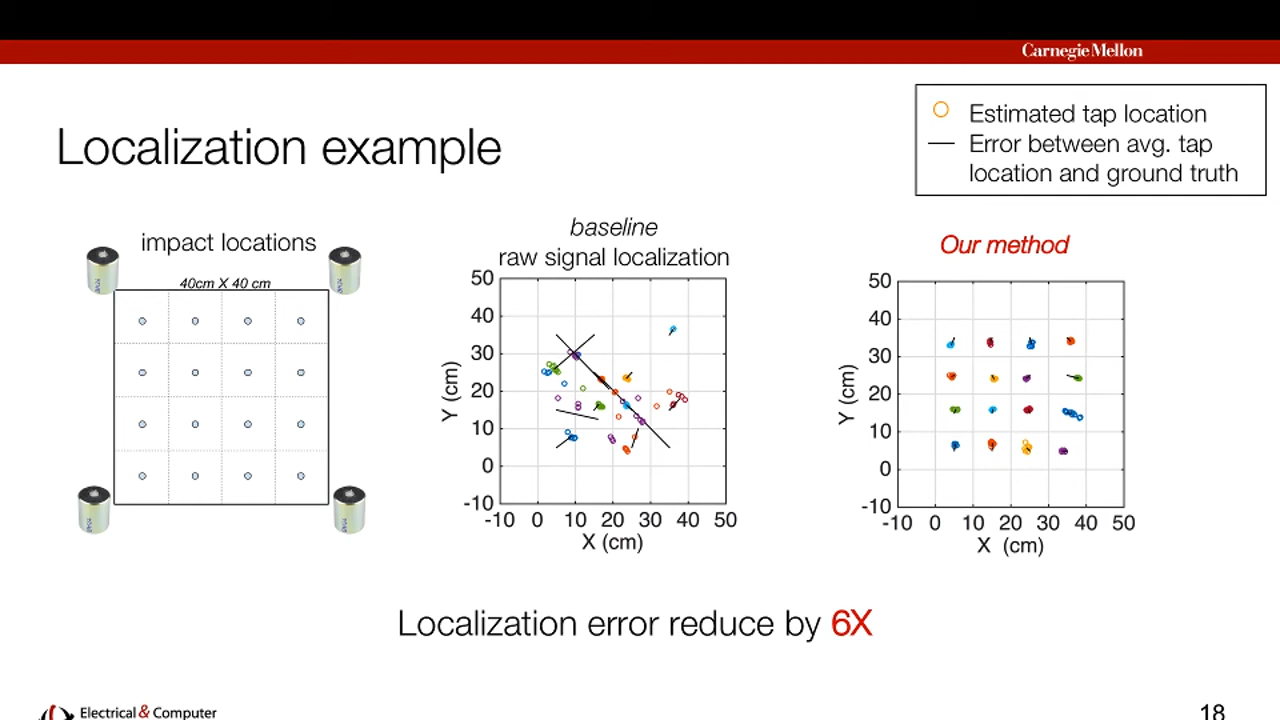 Carnegie Mellon
Estimated tap location
Error between avg. tap
location and ground truth
Localization example
impact locations
40cm X 40 cm
baseline
raw signal localization
50
40
30
20
10
0
-10
-10 0 10 20 30 40 50
X (cm)
Y (cm)
Our method
50
40
30
20
10
0
-10
-10 0 10 20 30 40 50
X (cm)
Y (cm)
Localization error reduce by 6X
Electrical & Computer
18